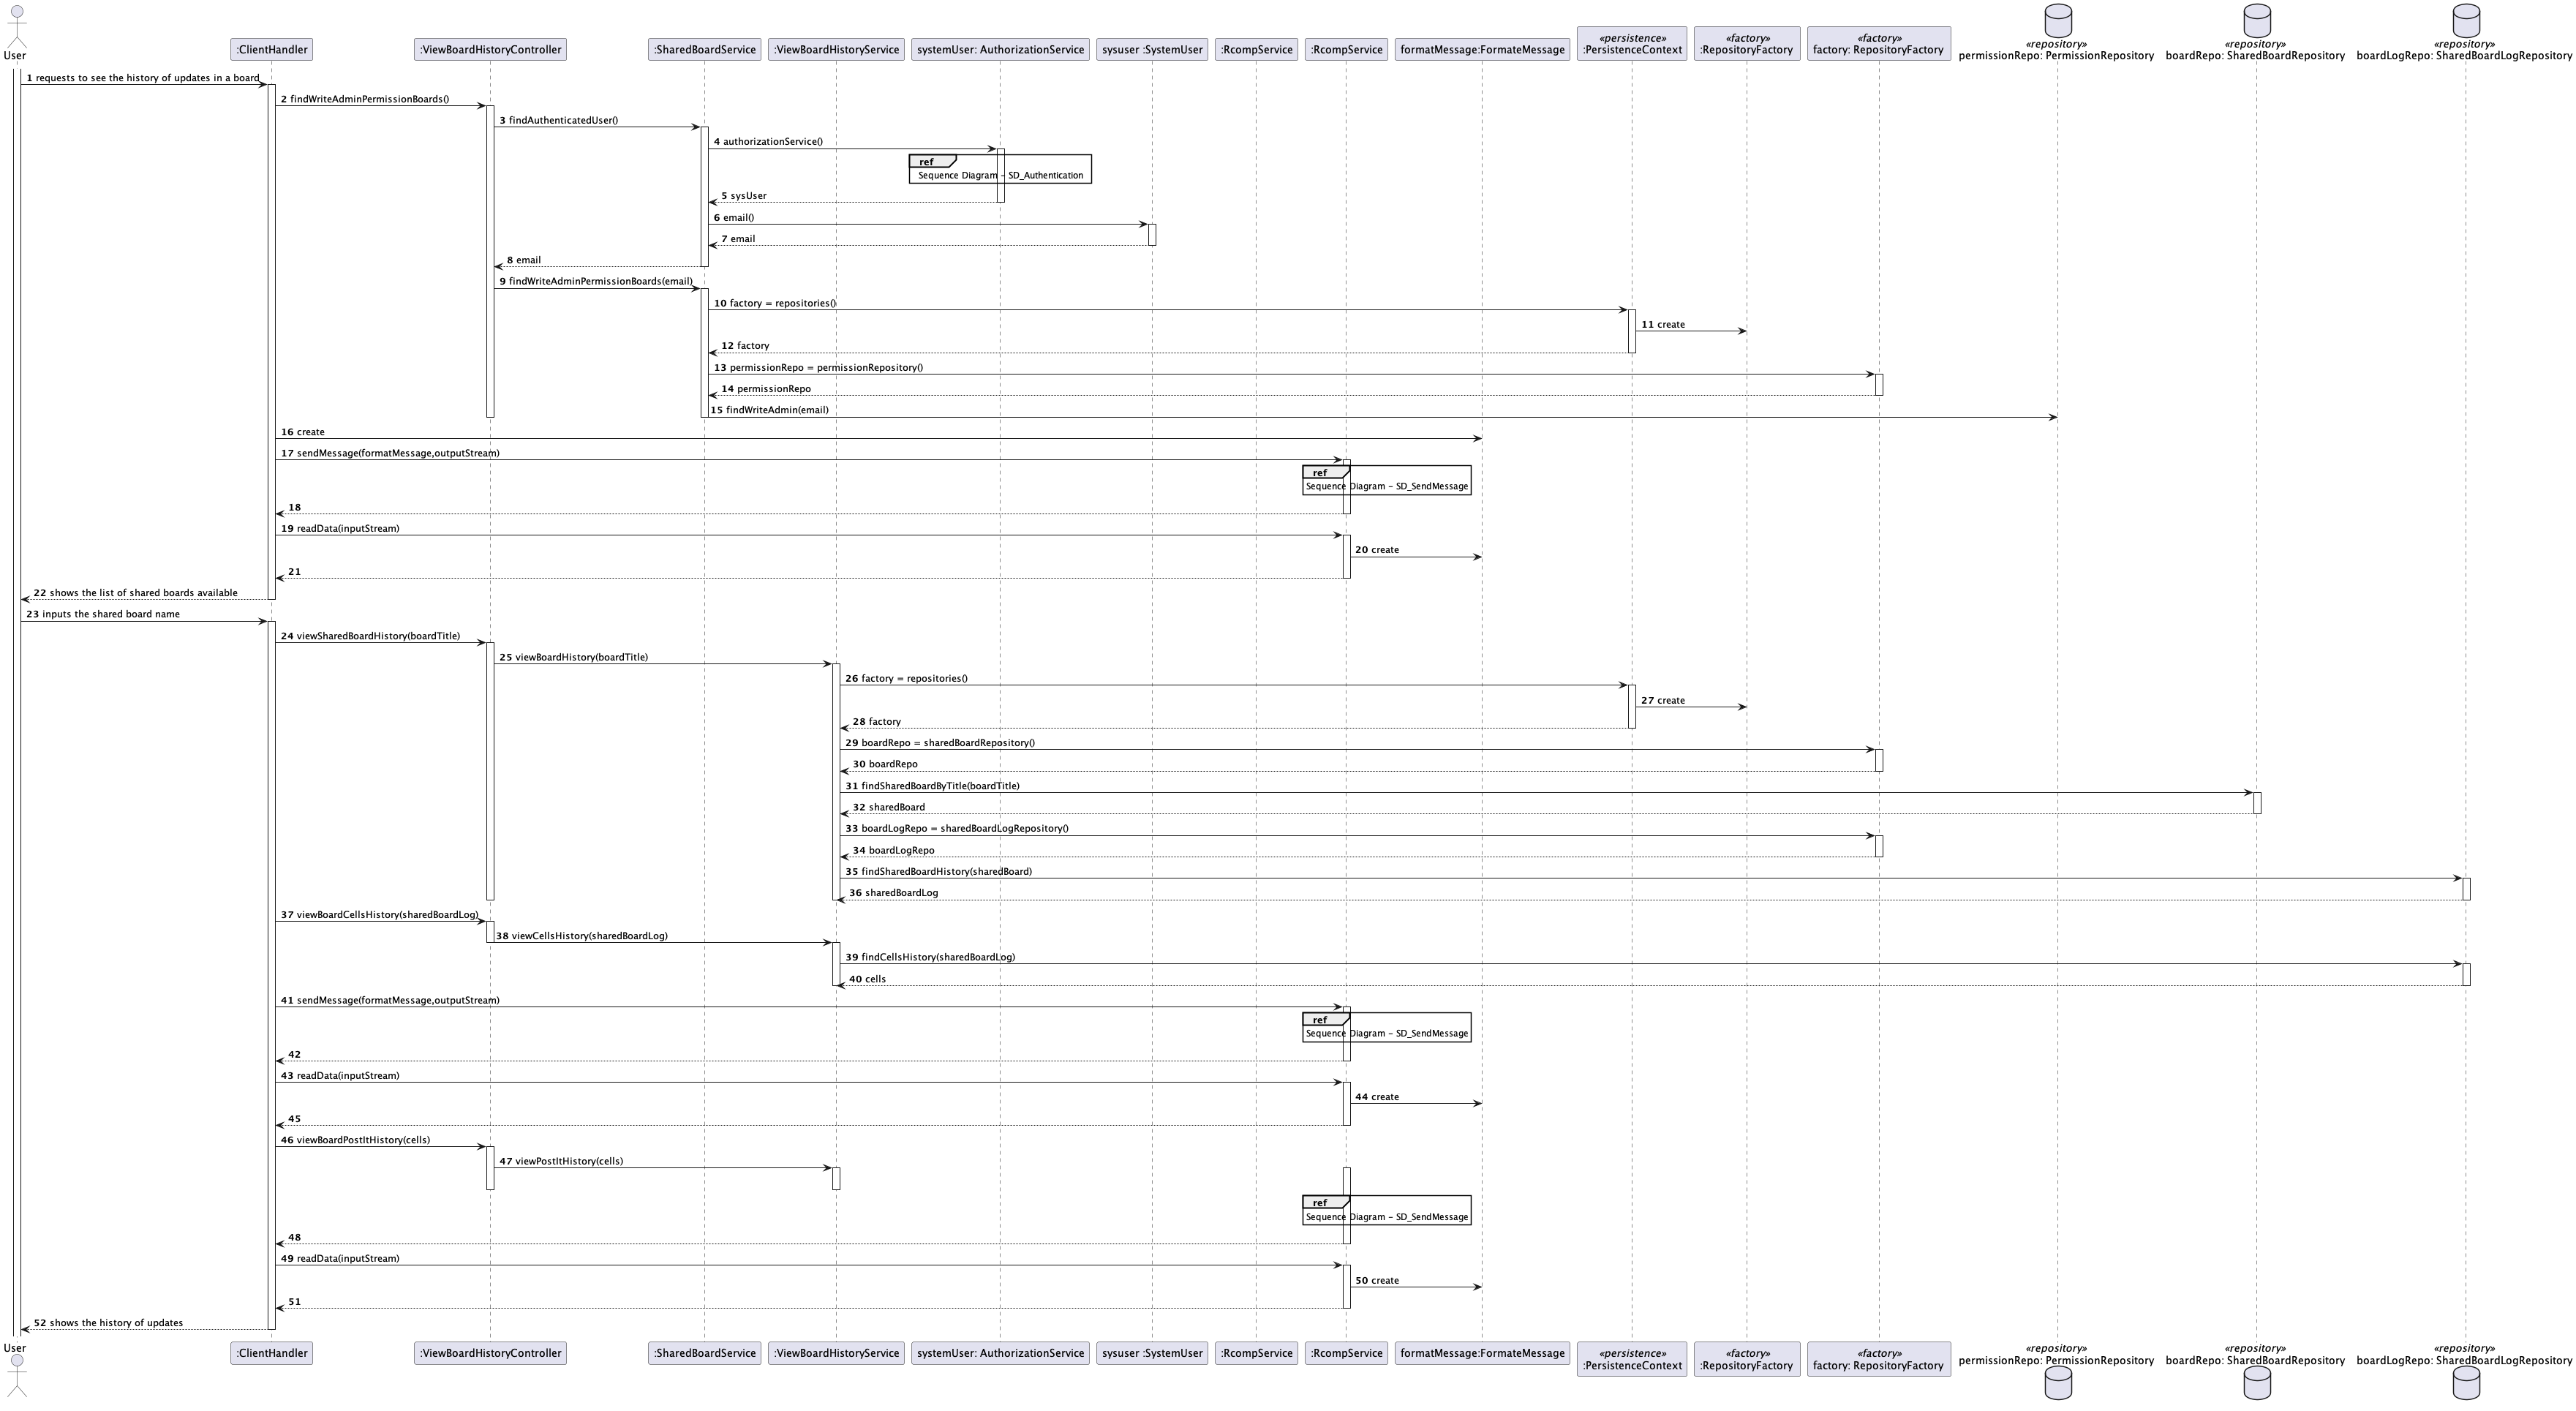 User
:ClientHandler
:ViewBoardHistoryController
:SharedBoardService
:ViewBoardHistoryService
systemUser: AuthorizationService
sysuser :SystemUser
:RcompService
:RcompService
formatMessage:FormateMessage
«persistence»
:PersistenceContext
«factory»
:RepositoryFactory
«factory»
factory: RepositoryFactory
«repository»
permissionRepo: PermissionRepository
«repository»
boardRepo: SharedBoardRepository
«repository»
boardLogRepo: SharedBoardLogRepository
1 requests to see the history of updates in a board
2 findWriteAdminPermissionBoards()
3 findAuthenticatedUser()
4 authorizationService()
ref
Sequence Diagram - SD_Authentication
5 sysUser
6 email()
7 email
8 email
9 findWriteAdminPermissionBoards(email)
10 factory = repositories()
11 create
12 factory
13 permissionRepo = permissionRepository()
14 permissionRepo
15 findWriteAdmin(email)
16 create
17 sendMessage(formatMessage,outputStream)
ref
Sequence Diagram - SD_SendMessage
18
19 readData(inputStream)
20 create
21
22 shows the list of shared boards available
23 inputs the shared board name
24 viewSharedBoardHistory(boardTitle)
25 viewBoardHistory(boardTitle)
26 factory = repositories()
27 create
28 factory
29 boardRepo = sharedBoardRepository()
30 boardRepo
31 findSharedBoardByTitle(boardTitle)
32 sharedBoard
33 boardLogRepo = sharedBoardLogRepository()
34 boardLogRepo
35 findSharedBoardHistory(sharedBoard)
36 sharedBoardLog
37 viewBoardCellsHistory(sharedBoardLog)
38 viewCellsHistory(sharedBoardLog)
39 findCellsHistory(sharedBoardLog)
40 cells
41 sendMessage(formatMessage,outputStream)
ref
Sequence Diagram - SD_SendMessage
42
43 readData(inputStream)
44 create
45
46 viewBoardPostItHistory(cells)
47 viewPostItHistory(cells)
ref
Sequence Diagram - SD_SendMessage
48
49 readData(inputStream)
50 create
51
52 shows the history of updates
User
:ClientHandler
:ViewBoardHistoryController
:SharedBoardService
:ViewBoardHistoryService
systemUser: AuthorizationService
sysuser :SystemUser
:RcompService
:RcompService
formatMessage:FormateMessage
«persistence»
:PersistenceContext
«factory»
:RepositoryFactory
«factory»
factory: RepositoryFactory
«repository»
permissionRepo: PermissionRepository
«repository»
boardRepo: SharedBoardRepository
«repository»
boardLogRepo: SharedBoardLogRepository